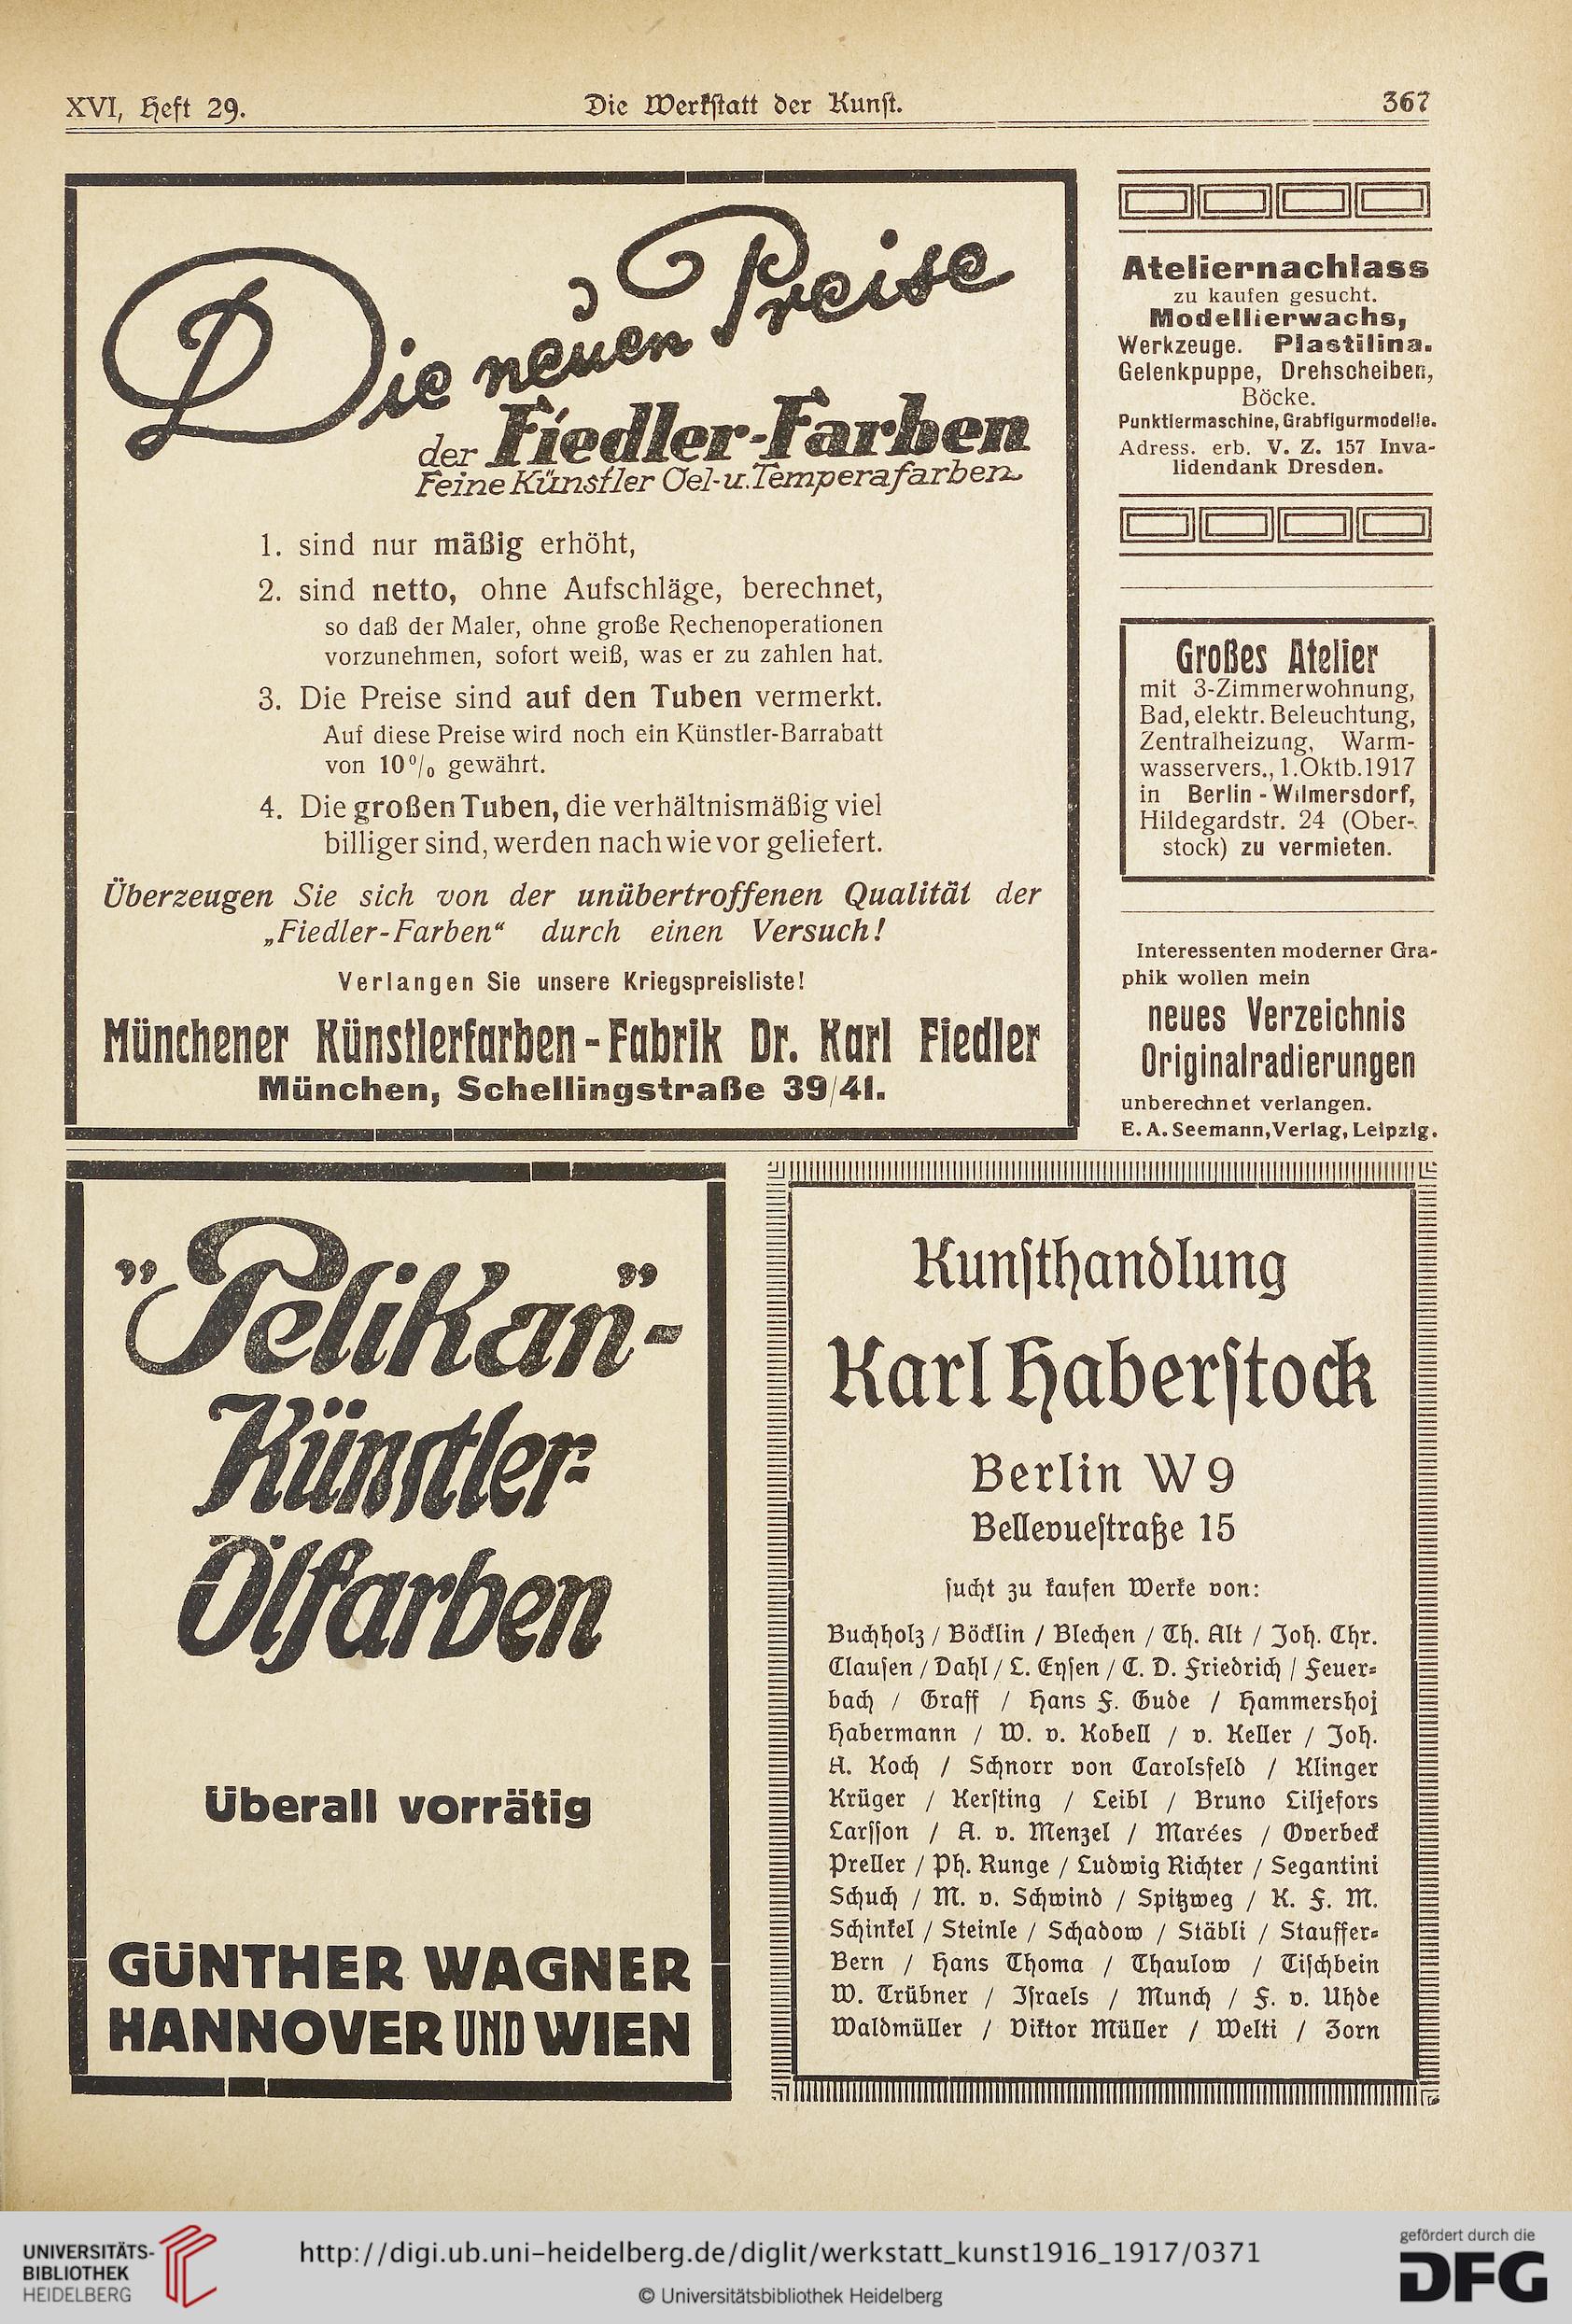 XVI, Heft 29.
Die Werkstatt der Kunst.
367
Die neuen Preise
der Fiedler-Farben
Feine Künstler Oel-u. Temperafarben
1. sind nur mäßig erhöht,
2. sind netto, ohne Aufschläge, berechnet,
so daß der Maler, ohne große Rechenoperationen
vorzunehmen, sofort weiß, was er zu zahlen hat.
3. Die Preise sind auf den Tuben vermerkt.
Auf diese Preise wird noch ein Künstler-Barrabatt
von 10% gewährt.
4. Die großen Tuben, die verhältnismäßig viel
billiger sind, werden nach wie vor geliefert.
Überzeugen Sie sich von der unübertroffenen Qualität der
„Fiedler-Farben“ durch einen Versuch!
Verlangen Sie unsere Kriegspreisliste!
Münchener Künstlerfarben-Fabrik Dr. Karl Fiedler
München, Schellingstraße 39/41.
Ateliernachlass
zu kaufen gesucht.
Modellierwachs,
Werkzeuge. Plastilina.
Gelenkpuppe, Drehscheiben,
Böcke.
Punktiermaschine, Grabfigurmodelle.
Adress. erb. V. Z. 157 Inva-
lidendank Dresden.
Großes Atelier
mit 3-Zimmerwohnung,
Bad, elektr. Beleuchtung,
Zentralheizung, Warm-
wasservers., 1. Oktb. 1917
in Berlin-Wilmersdorf,
Hildegardstr. 24 (Ober-
stock) zu vermieten.
Interessenten moderner Gra-
phik wollen mein
neues Verzeichnis
Originalradierungen
unberechnet verlangen.
E. A. Seemann, Verlag, Leipzig.
"Pelikan"-
Künstler-
Ölfarben
Überall vorrätig
GÜNTHER WAGNER
HANNOVER UND WIEN
Kunsthandlung
Karl Haberstock
Berlin W 9
Bellevuestraße 15
sucht zu kaufen Werke von:
Buchholz / Böcklin / Blechen / Th. Alt / Joh. Chr.
Clausen / Dahl / L. Eysen / C. D. Friedrich / Feuer-
bach / Graff / Hans F. Gude / Hammershoj
Habermann / W. v. Kobell / v. Keller / Joh.
A. Koch / Schnorr von Carolsfeld / Klinger
Krüger / Kersting / Leibl / Bruno Liljefors
Larsson / A. v. Menzel / Marées / Overbeck
Preller / Ph. Runge / Ludwig Richter / Segantini
Schuch / M. v. Schwind / Spitzweg / K. F. M.
Schinkel / Steinle / Schadow / Stäbli / Stauffer-
Bern / Hans Thoma / Thaulow / Tischbein
W. Trübner / Israels / Munch / F. v. Uhde
Waldmüller / Viktor Müller / Welti / Zorn
UNIVERSITÄTS-
BIBLIOTHEK
HEIDELBERG
http://digi.ub.uni-heidelberg.de/diglit/werkstatt_kunst1916_1917/0371
© Universitätsbibliothek Heidelberg
gefördert durch die
DFG